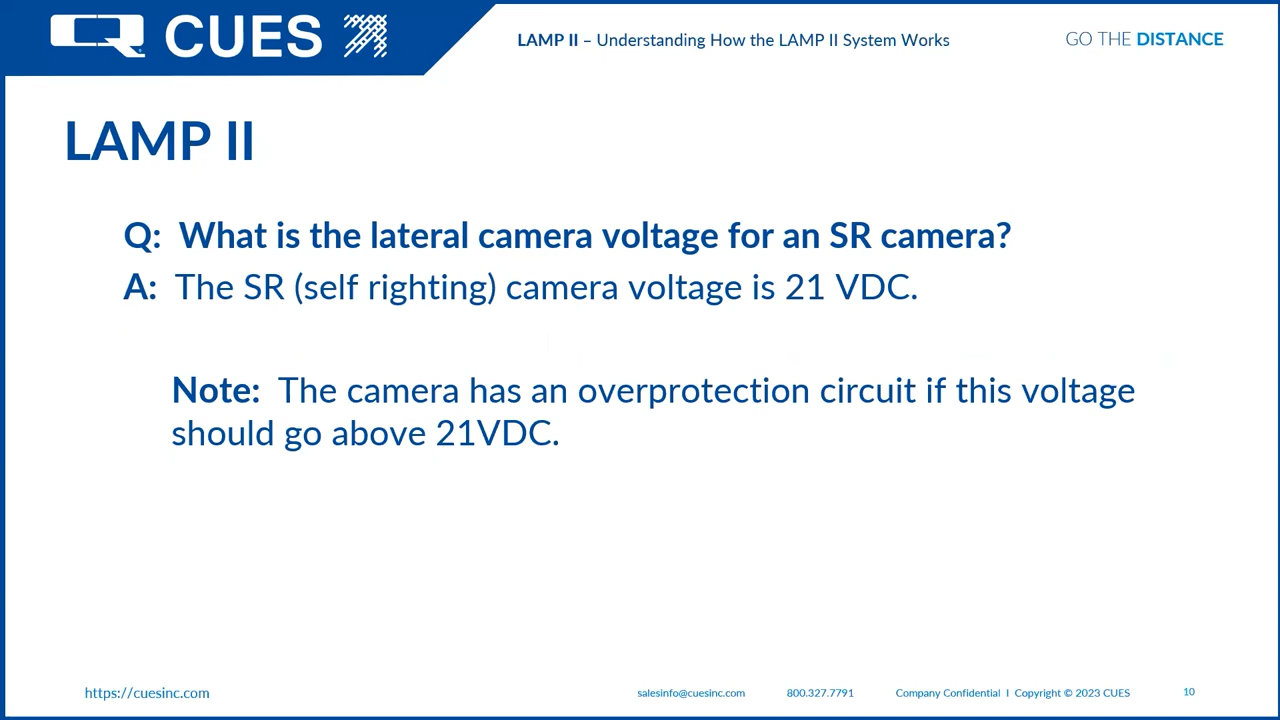 CUES
LAMP II – Understanding How the LAMP II System Works
GO THE DISTANCE
LAMP II
Q: What is the lateral camera voltage for an SR camera?
A: The SR (self righting) camera voltage is 21 VDC.
Note: The camera has an overprotection circuit if this voltage
should go above 21VDC.
https://cuesinc.com
salesinfo@cuesinc.com
800.327.7791
Company Confidential I Copyright © 2023 CUES
10